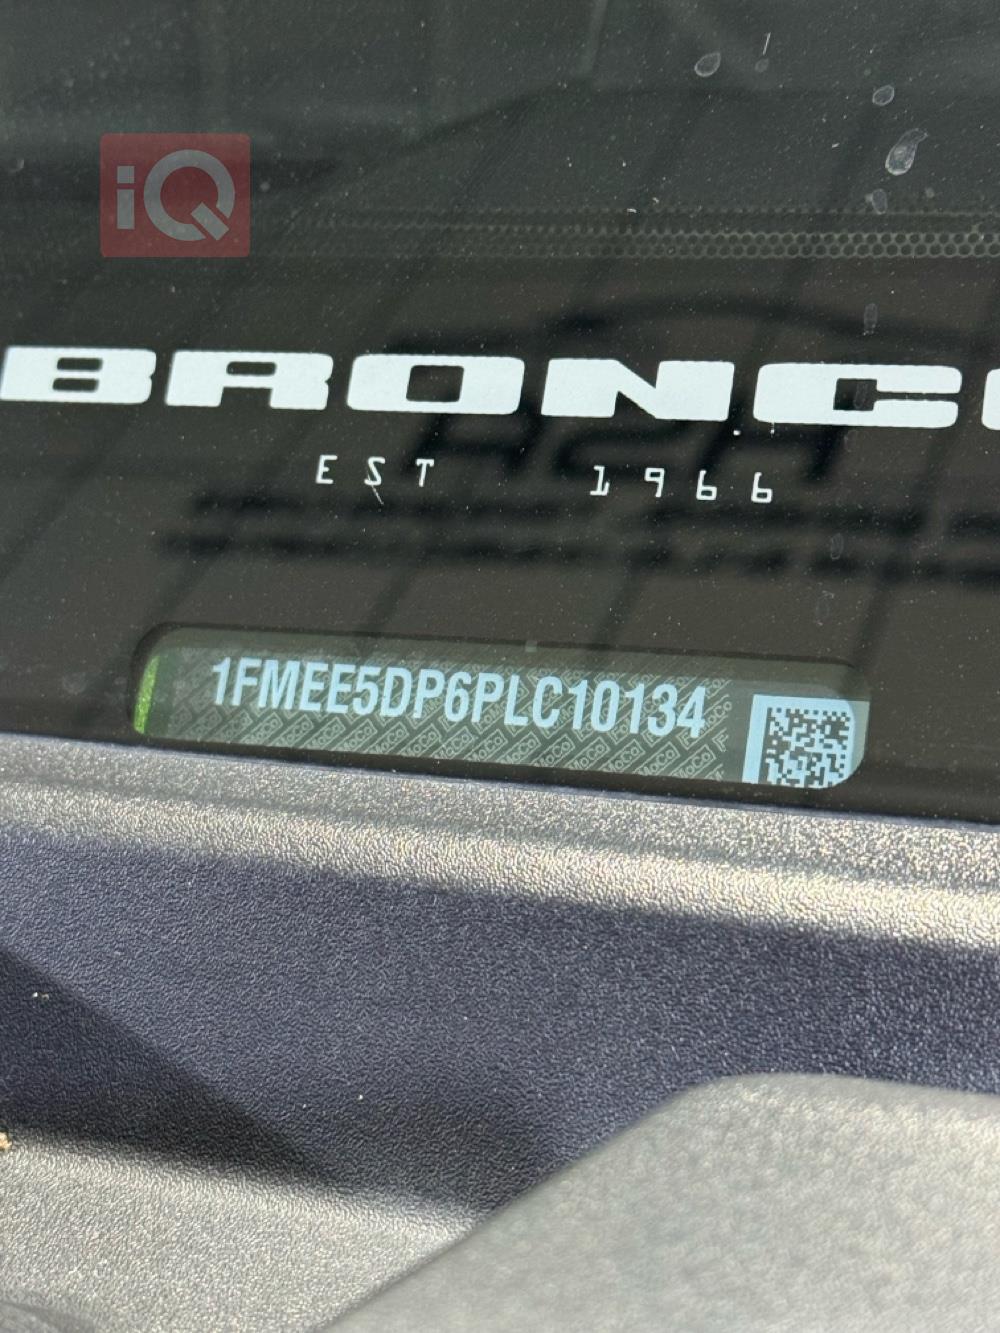 iQ
BRONC
EST 1966
1FMEE5DP6PLC10134